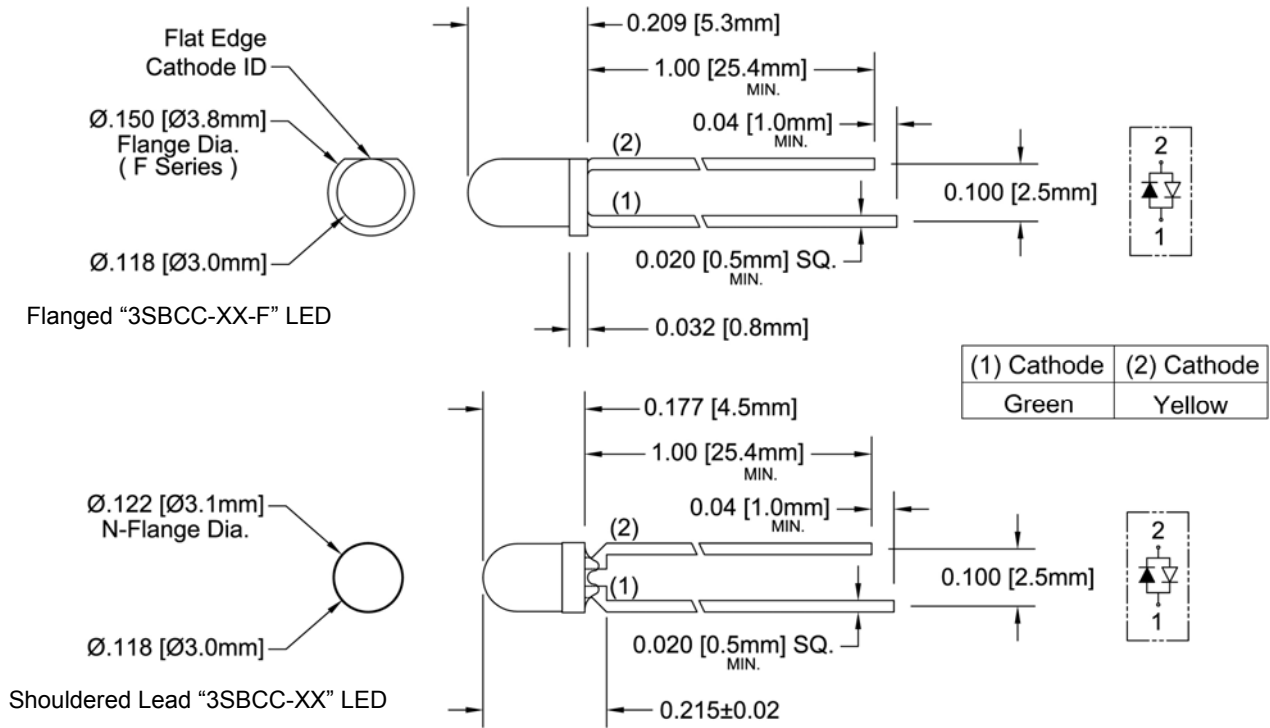 0.209 [5.3mm]
Flat Edge
Cathode ID
1.00 [25.4mm]
MIN.
Ø.150 [Ø3.8mm]
Flange Dia.
( F Series )
0.04 [1.0mm]
MIN.
(2)
(1)
0.100 [2.5mm]
2
1
Ø.118 [Ø3.0mm]
0.020 [0.5mm] SQ.
MIN.
Flanged “3SBCC-XX-F” LED
0.032 [0.8mm]
(1) Cathode (2) Cathode
Green Yellow
0.177 [4.5mm]
1.00 [25.4mm]
MIN.
Ø.122 [Ø3.1mm]
N-Flange Dia.
0.04 [1.0mm]
MIN.
(2)
(1)
0.100 [2.5mm]
2
1
Ø.118 [Ø3.0mm]
0.020 [0.5mm] SQ.
MIN.
Shouldered Lead “3SBCC-XX” LED
0.215±0.02